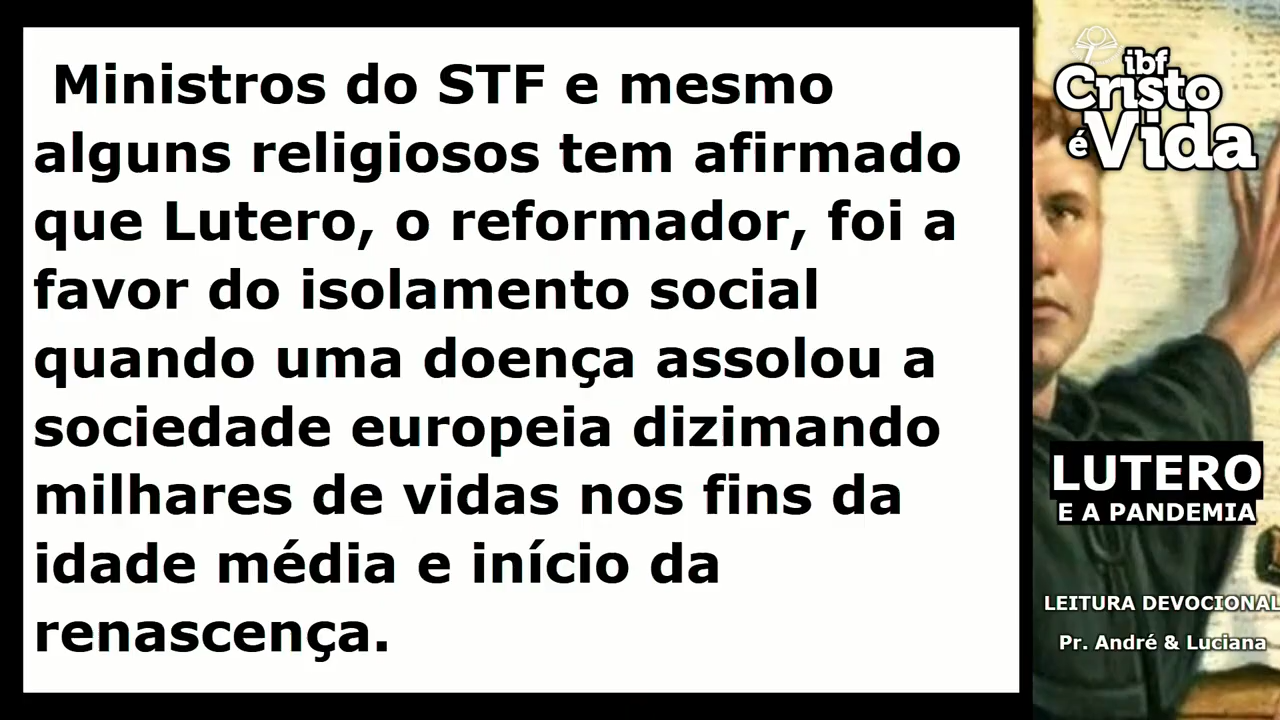 Ministros do STF e mesmo
alguns religiosos tem afirmado
que Lutero, o reformador, foi a
favor do isolamento social
quando uma doença assolou a
sociedade europeia dizimando
milhares de vidas nos fins da
idade média e início da
renascença.
ibf
Cristo
é Vida
LUTERO
E A PANDEMIA
LEITURA DEVOCIONAL
Pr. André & Luciana